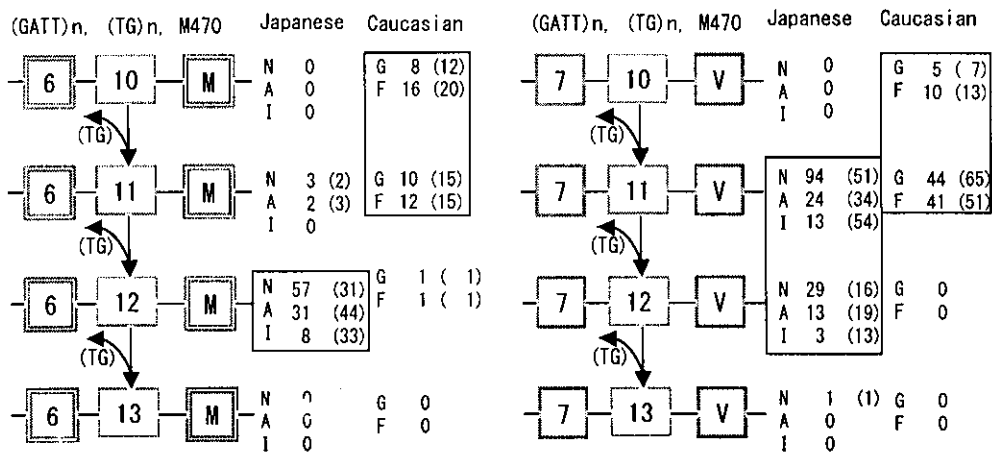 (GATT)n, (TG)n, M470 Japanese Caucasian
6 10 M
N 0
A 0
I 0
G 8 (12)
F 16 (20)
(TG)
6 11 M
N 3 (2)
A 2 (3)
I 0
G 10 (15)
F 12 (15)
(TG)
6 12 M
N 57 (31)
A 31 (44)
I 8 (33)
G 1 ( 1)
F 1 ( 1)
(TG)
6 13 M
N 0
A 0
I 0
G 0
F 0
(GATT)n, (TG)n, M470 Japanese Caucasian
7 10 V
N 0
A 0
I 0
G 5 ( 7)
F 10 (13)
(TG)
7 11 V
N 94 (51)
A 24 (34)
I 13 (54)
G 44 (65)
F 41 (51)
(TG)
7 12 V
N 29 (16)
A 13 (19)
I 3 (13)
G 0
F 0
(TG)
7 13 V
N 1 (1)
A 0
I 0
G 0
F 0